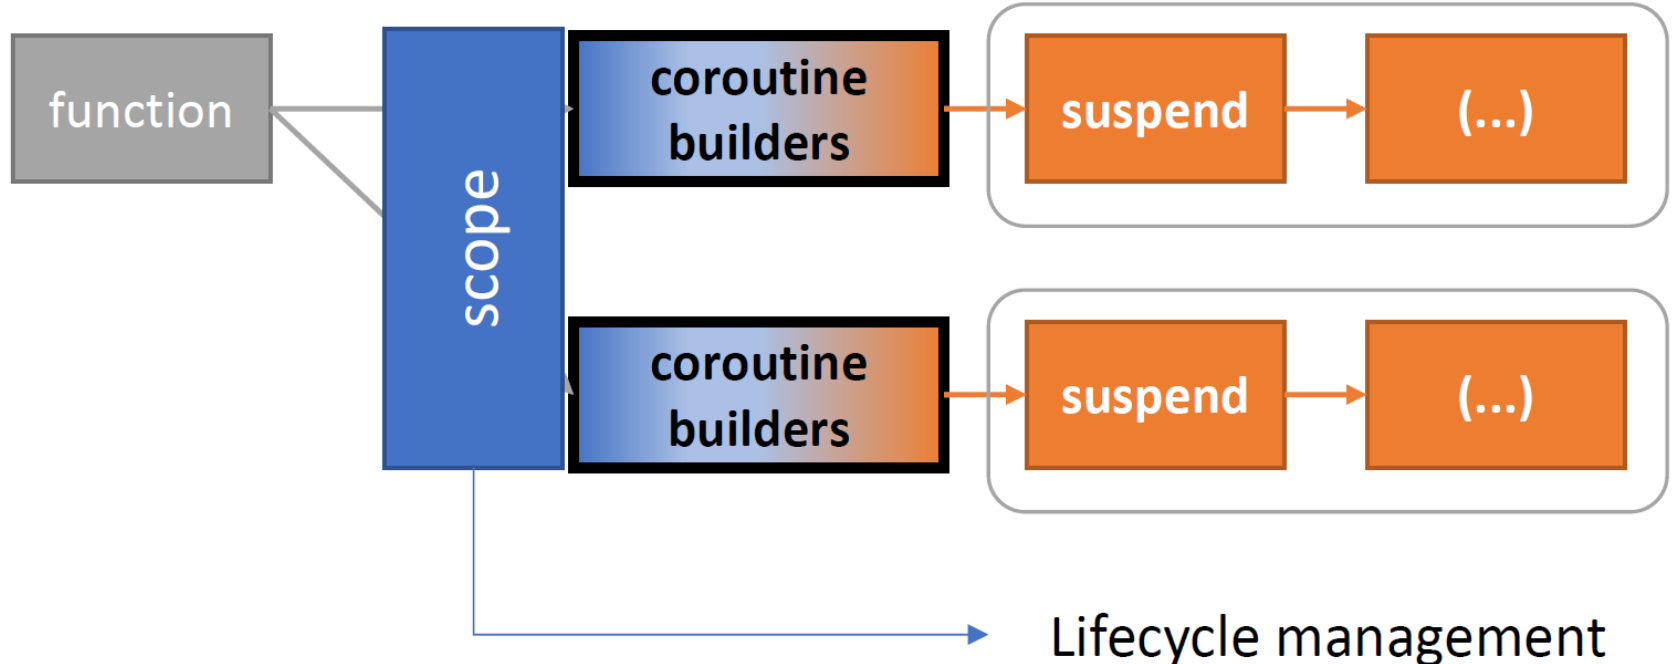 function
scope
coroutine
builders
suspend
(...)
coroutine
builders
suspend
(...)
Lifecycle management